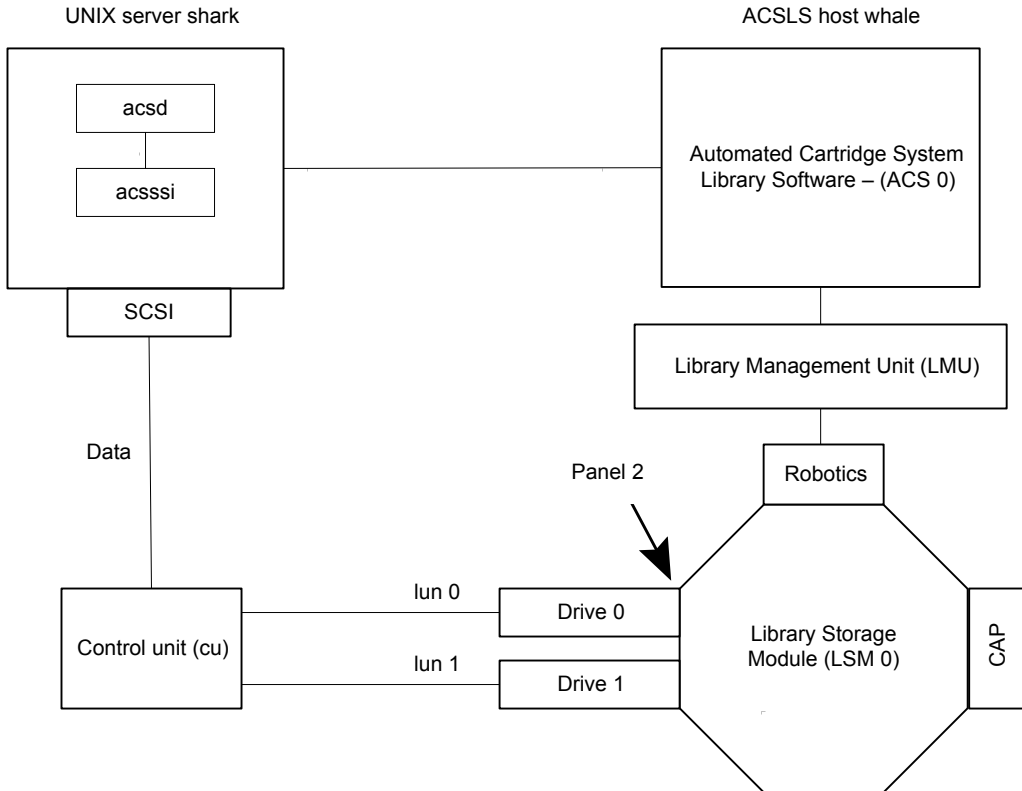 UNIX server shark
ACSLS host whale
acsd
acsssi
Automated Cartridge System
Library Software – (ACS 0)
SCSI
Library Management Unit (LMU)
Data
Panel 2
Robotics
lun 0
Drive 0
Control unit (cu)
lun 1
Drive 1
Library Storage
Module (LSM 0)
CAP